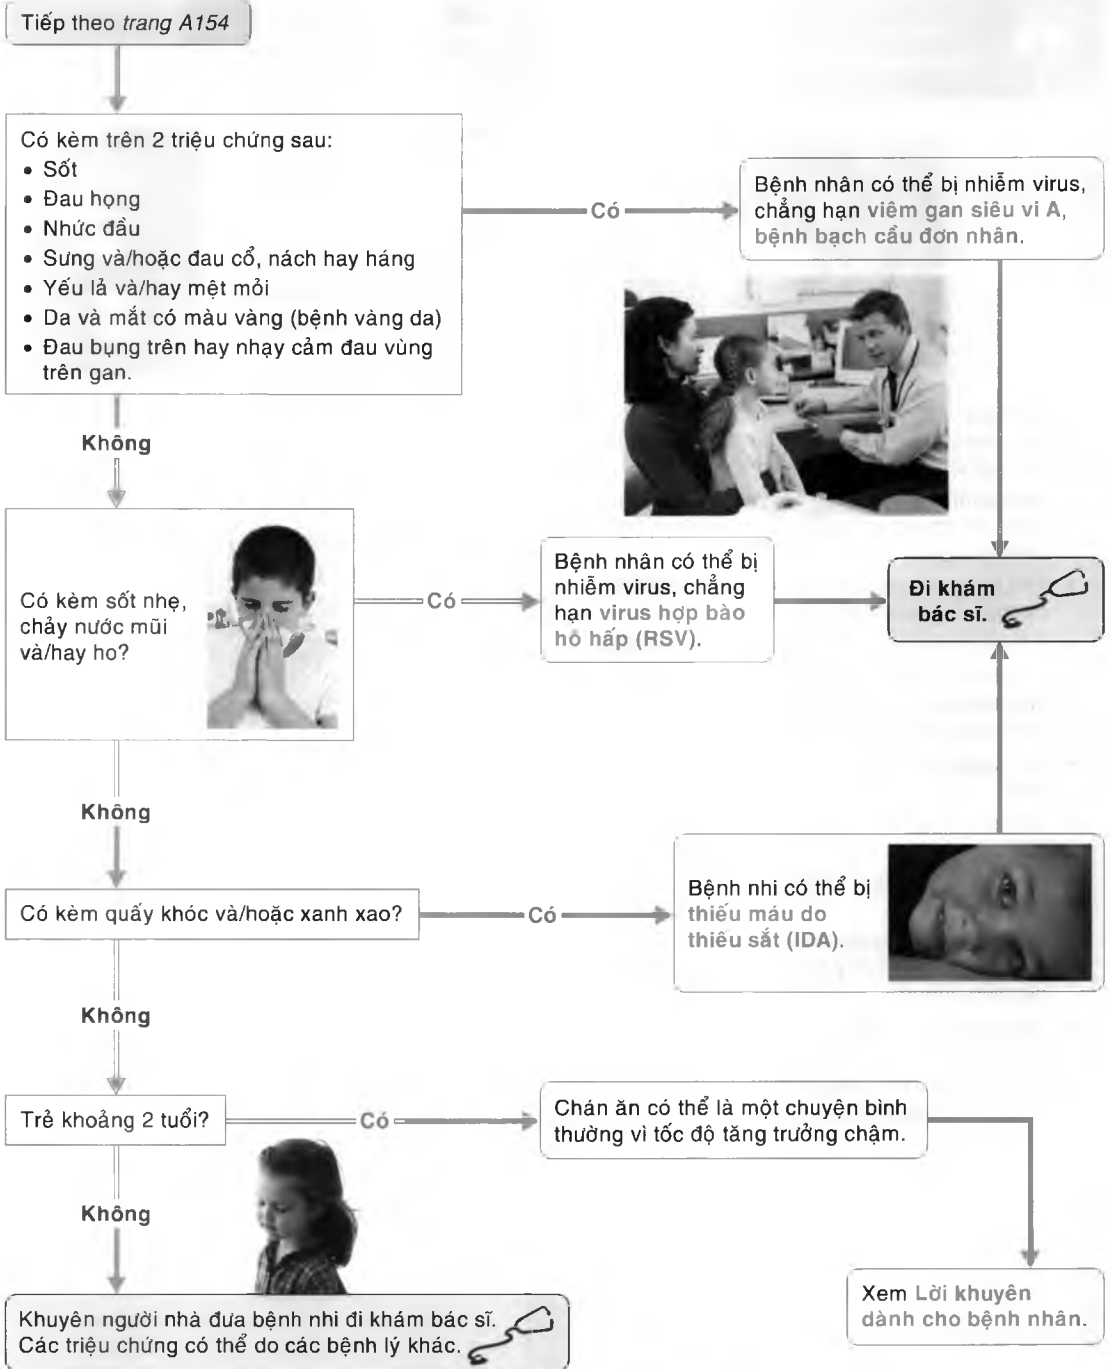 Tiếp theo trang A154
Có kèm trên 2 triệu chứng sau:
• Sốt
• Đau họng
• Nhức đầu
• Sưng và/hoặc đau cổ, nách hay háng
• Yếu lả và/hay mệt mỏi
• Da và mắt có màu vàng (bệnh vàng da)
• Đau bụng trên hay nhạy cảm đau vùng
trên gan.
Có
Bệnh nhân có thể bị nhiễm virus,
chẳng hạn viêm gan siêu vi A,
bệnh bạch cầu đơn nhân.
Không
Có kèm sốt nhẹ,
chảy nước mũi
và/hay ho?
Có
Bệnh nhân có thể bị
nhiễm virus, chẳng
hạn virus hợp bào
hô hấp (RSV).
Đi khám
bác sĩ.
Không
Có kèm quấy khóc và/hoặc xanh xao?
Có
Bệnh nhi có thể bị
thiếu máu do
thiếu sắt (IDA).
Không
Trẻ khoảng 2 tuổi?
Có
Chán ăn có thể là một chuyện bình
thường vì tốc độ tăng trưởng chậm.
Không
Xem Lời khuyên
dành cho bệnh nhân.
Khuyên người nhà đưa bệnh nhi đi khám bác sĩ.
Các triệu chứng có thể do các bệnh lý khác.